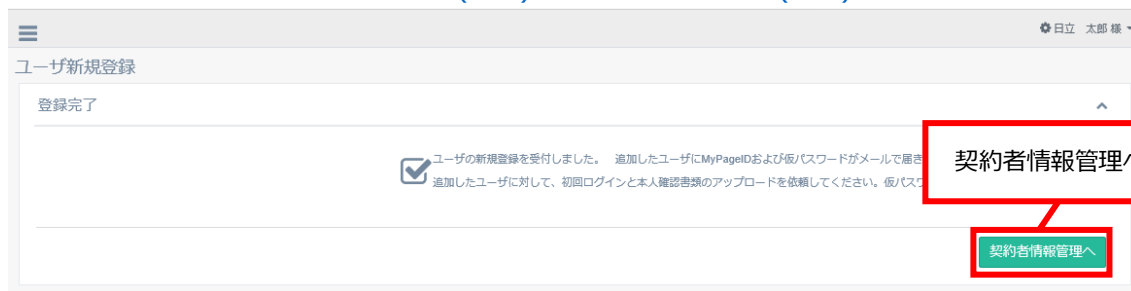 日立 太郎 様
ユーザ新規登録
登録完了
ユーザの新規登録を受付しました。 追加したユーザにMyPageIDおよび仮パスワードがメールで届き
追加したユーザに対して、初回ログインと本人確認書類のアップロードを依頼してください。仮パスワ
契約者情報管理へ
契約者情報管理へ